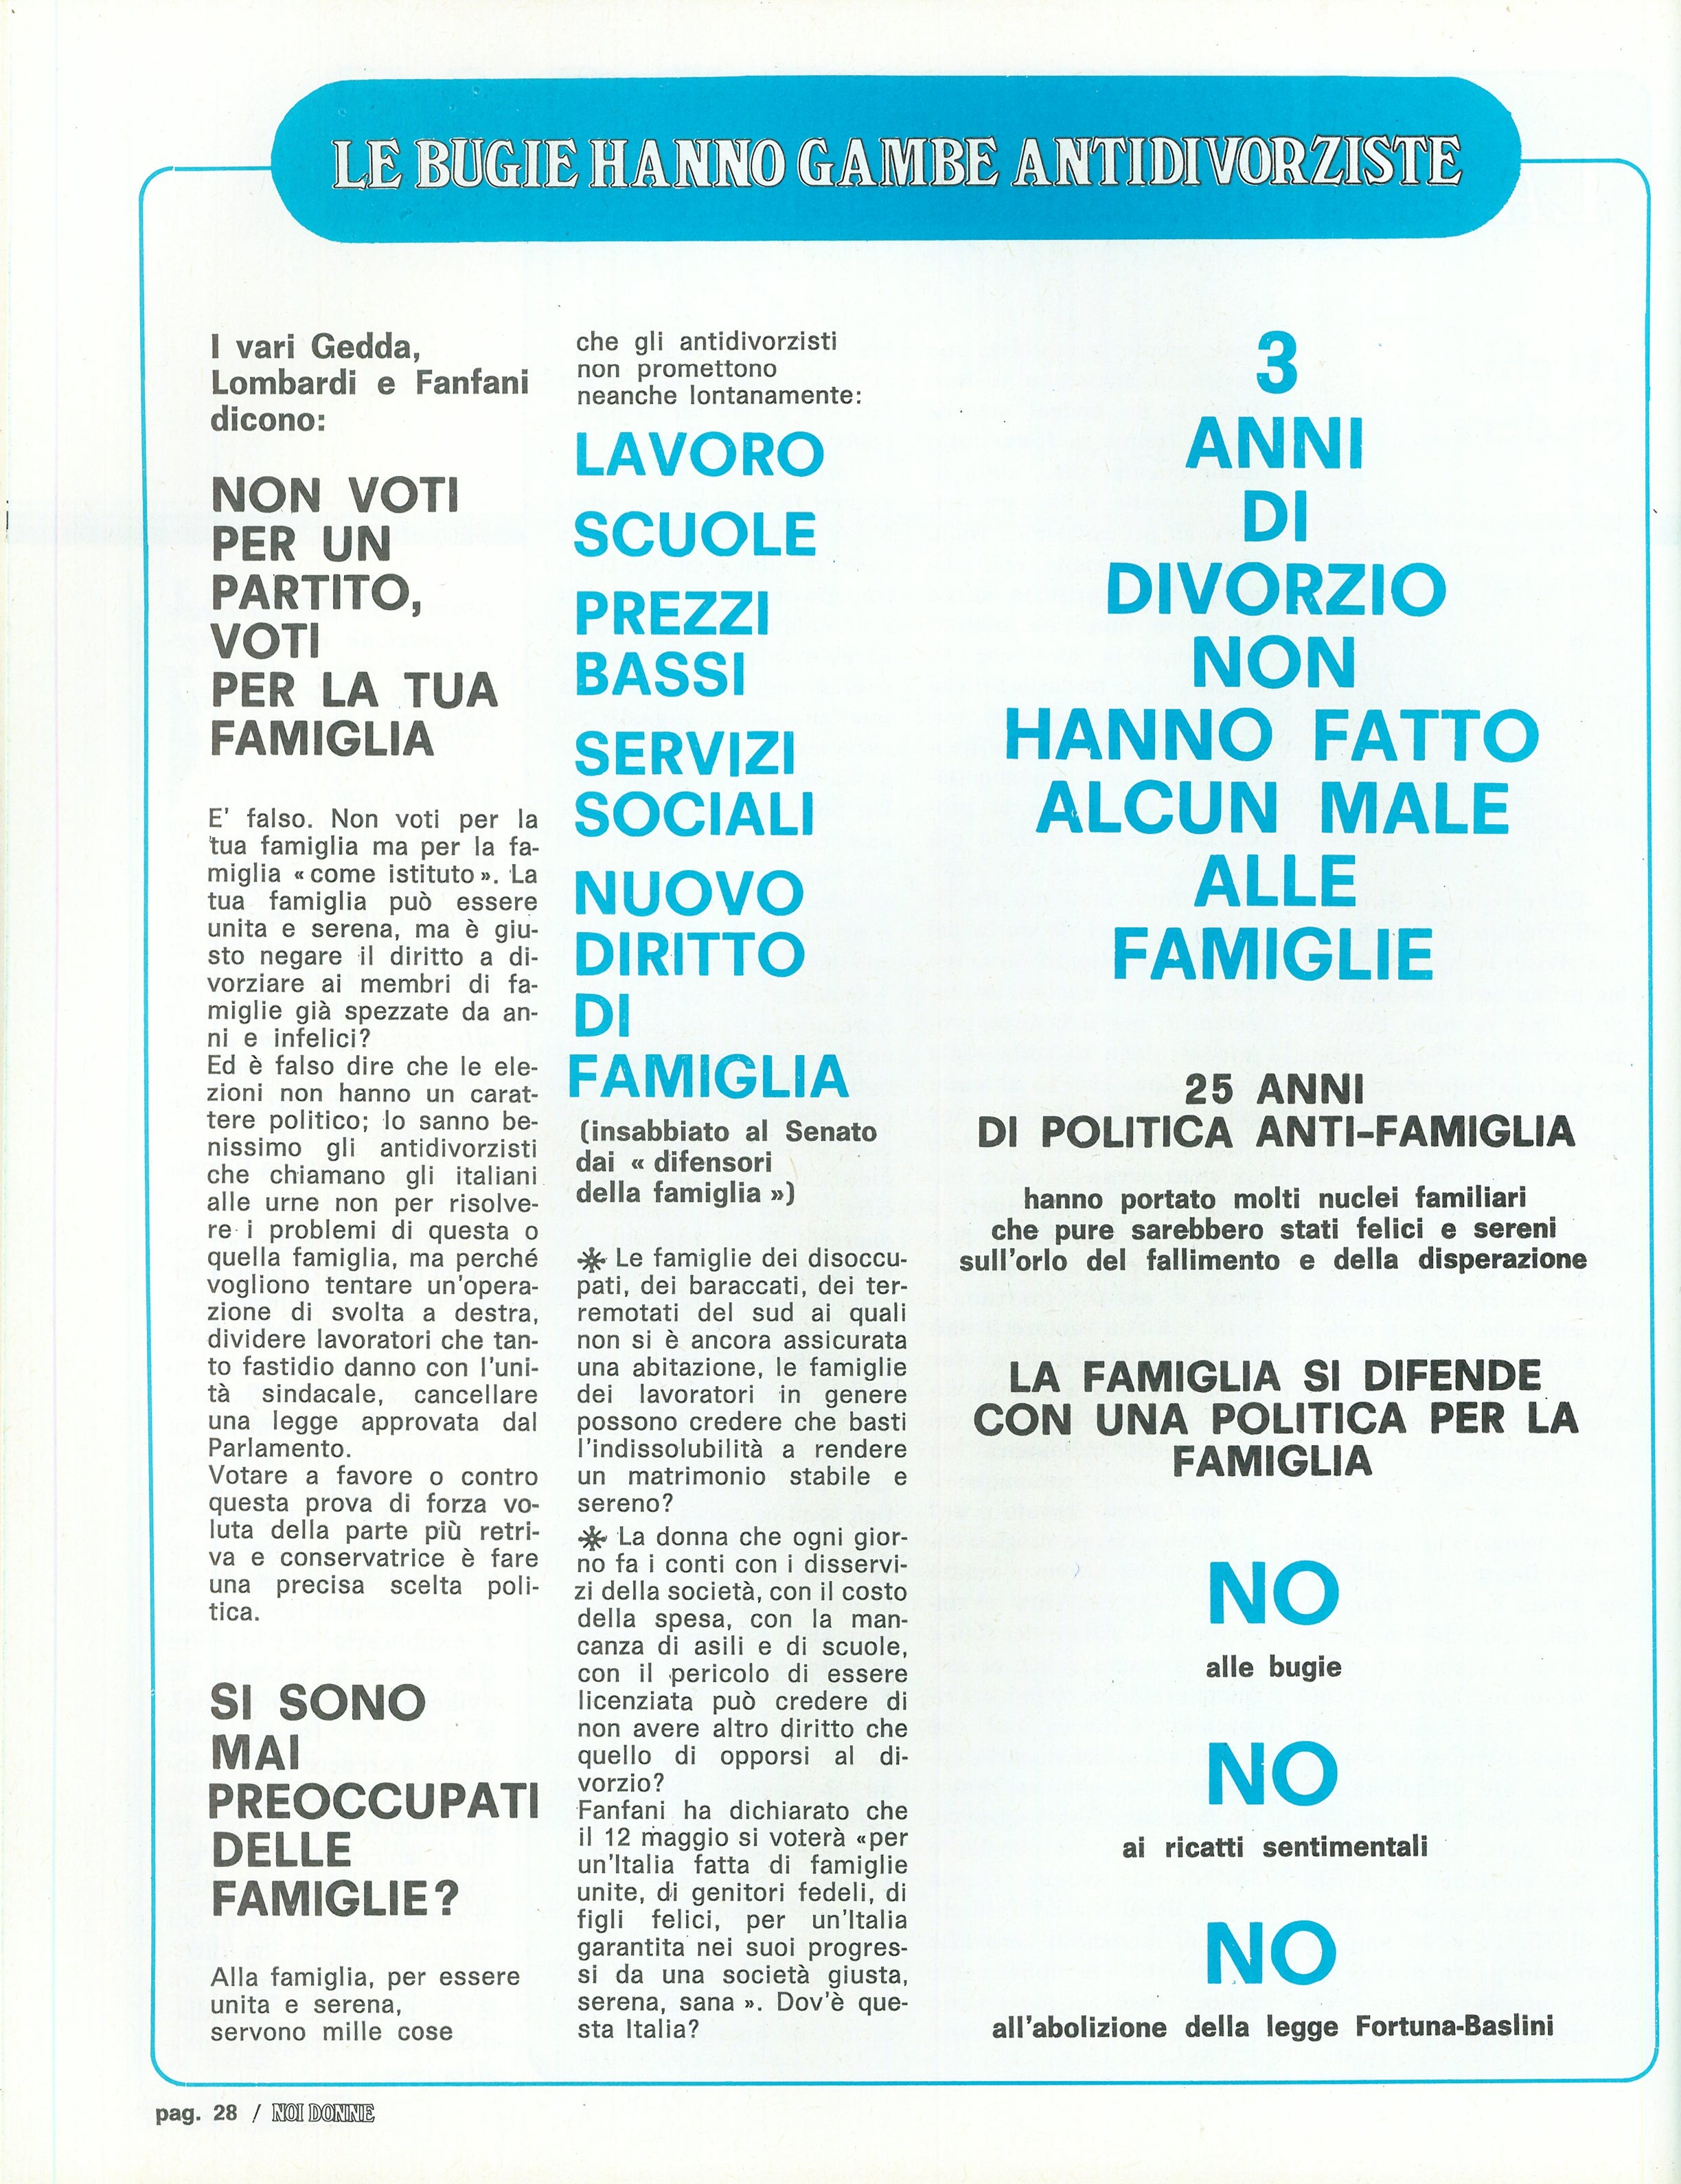 LE BUGIE HANNO GAMBE ANTIDIVORZISTE
I vari Gedda,
Lombardi e Fanfani
dicono:
NON VOTI
PER UN
PARTITO,
VOTI
PER LA TUA
FAMIGLIA
E' falso. Non voti per la
tua famiglia ma per la fa-
miglia « come istituto ». La
tua famiglia può essere
unita e serena, ma è giu-
sto negare il diritto a di-
vorziare ai membri di fa-
miglie già spezzate da an-
ni e infelici?
Ed è falso dire che le ele-
zioni non hanno un carat-
tere politico; lo sanno be-
nissimo gli antidivorzisti
che chiamano gli italiani
alle urne non per risolve-
re i problemi di questa o
quella famiglia, ma perché
vogliono tentare un'opera-
zione di svolta a destra,
dividere lavoratori che tan-
to fastidio danno con l'uni-
tà sindacale, cancellare
una legge approvata dal
Parlamento.
Votare a favore o contro
questa prova di forza vo-
luta della parte più retri-
va e conservatrice è fare
una precisa scelta poli-
tica.
SI SONO
MAI
PREOCCUPATI
DELLE
FAMIGLIE?
Alla famiglia, per essere
unita e serena,
servono mille cose
che gli antidivorzisti
non promettono
neanche lontanamente:
LAVORO
SCUOLE
PREZZI
BASSI
SERVIZI
SOCIALI
NUOVO
DIRITTO
DI
FAMIGLIA
(insabbiato al Senato
dai « difensori
della famiglia »)
* Le famiglie dei disoccu-
pati, dei baraccati, dei ter-
remotati del sud ai quali
non si è ancora assicurata
una abitazione, le famiglie
dei lavoratori in genere
possono credere che basti
l'indissolubilità a rendere
un matrimonio stabile e
sereno?
* La donna che ogni gior-
no fa i conti con i disservi-
zi della società, con il costo
della spesa, con la man-
canza di asili e di scuole,
con il pericolo di essere
licenziata può credere di
non avere altro diritto che
quello di opporsi al di-
vorzio?
Fanfani ha dichiarato che
il 12 maggio si voterà «per
un'Italia fatta di famiglie
unite, di genitori fedeli, di
figli felici, per un'Italia
garantita nei suoi progres-
si da una società giusta,
serena, sana ». Dov'è que-
sta Italia?
3
ANNI
DI
DIVORZIO
NON
HANNO FATTO
ALCUN MALE
ALLE
FAMIGLIE
25 ANNI
DI POLITICA ANTI-FAMIGLIA
hanno portato molti nuclei familiari
che pure sarebbero stati felici e sereni
sull'orlo del fallimento e della disperazione
LA FAMIGLIA SI DIFENDE
CON UNA POLITICA PER LA
FAMIGLIA
NO
alle bugie
NO
ai ricatti sentimentali
NO
all'abolizione della legge Fortuna-Baslini
pag. 28 / NOI DONNE